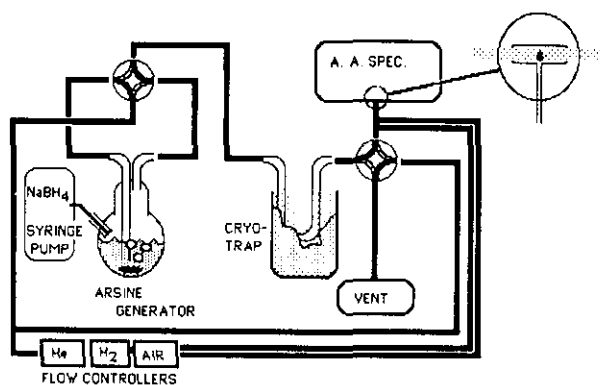 A. A. SPEC.
NaBH4
SYRINGE
PUMP
CRYO-
TRAP
ARSINE
GENERATOR
VENT
He
H2
AIR
FLOW CONTROLLERS